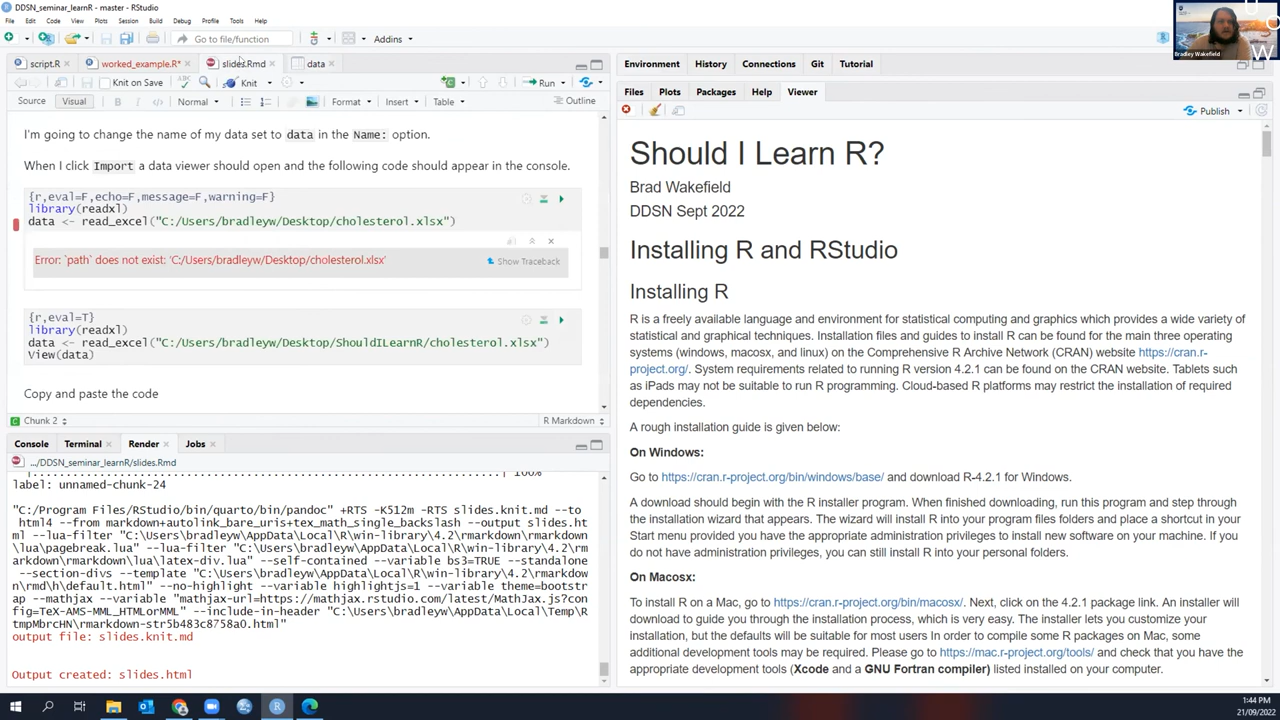 DDSN_seminar_learnR - master - RStudio
File Edit Code View Plots Session Build Debug Profile Tools Help
Go to file/function
Addins
script.R
worked_example.R*
slides.Rmd
data
Knit on Save
Knit
Run
Source Visual
B I </>
Normal
Format
Insert
Table
Outline
I'm going to change the name of my data set to data in the Name: option.
When I click Import a data viewer should open and the following code should appear in the console.
{r,eval=F,echo=F,message=F,warning=F}
library(readxl)
data <- read_excel("C:/Users/bradleyw/Desktop/cholesterol.xlsx")
Error: `path` does not exist: 'C:/Users/bradleyw/Desktop/cholesterol.xlsx'
Show Traceback
{r,eval=T}
library(readxl)
data <- read_excel("C:/Users/bradleyw/Desktop/ShouldILearnR/cholesterol.xlsx")
View(data)
Copy and paste the code
Chunk 2
R Markdown
Console Terminal Render Jobs
.../DDSN_seminar_learnR/slides.Rmd
100%
label: unnamed-chunk-24
"C:/Program Files/RStudio/bin/quarto/bin/pandoc" +RTS -K512m -RTS slides.knit.md --to
html4 --from markdown+autolink_bare_uris+tex_math_single_backslash --output slides.ht
ml --lua-filter "C:\Users\bradleyw\AppData\Local\R\win-library\4.2\rmarkdown\rmarkdown
\lua\pagebreak.lua" --lua-filter "C:\Users\bradleyw\AppData\Local\R\win-library\4.2\rm
arkdown\rmarkdown\lua\latex-div.lua" --self-contained --variable bs3=TRUE --standalone
--section-divs --template "C:\Users\bradleyw\AppData\Local\R\win-library\4.2\rmarkdow
n\rmd\h\default.html" --no-highlight --variable highlightjs=1 --variable theme=bootstr
ap --mathjax --variable "mathjax-url=https://mathjax.rstudio.com/latest/MathJax.js?con
fig=TeX-AMS-MML_HTMLorMML" --include-in-header "C:\Users\bradleyw\AppData\Local\Temp\R
tmpMbrcHN\rmarkdown-str5b483c8758a0.html"
output file: slides.knit.md
Output created: slides.html
Environment History Connections Git Tutorial
Files Plots Packages Help Viewer
Publish
Should I Learn R?
Brad Wakefield
DDSN Sept 2022
Installing R and RStudio
Installing R
R is a freely available language and environment for statistical computing and graphics which provides a wide variety of
statistical and graphical techniques. Installation files and guides to install R can be found for the main three operating
systems (windows, macosx, and linux) on the Comprehensive R Archive Network (CRAN) website https://cran.r-
project.org/. System requirements related to running R version 4.2.1 can be found on the CRAN website. Tablets such
as iPads may not be suitable to run R programming. Cloud-based R platforms may restrict the installation of required
dependencies.
A rough installation guide is given below:
On Windows:
Go to https://cran.r-project.org/bin/windows/base/ and download R-4.2.1 for Windows.
A download should begin with the R installer program. When finished downloading, run this program and step through
the installation wizard that appears. The wizard will install R into your program files folders and place a shortcut in your
Start menu provided you have the appropriate administration privileges to install new software on your machine. If you
do not have administration privileges, you can still install R into your personal folders.
On Macosx:
To install R on a Mac, go to https://cran.r-project.org/bin/macosx/. Next, click on the 4.2.1 package link. An installer will
download to guide you through the installation process, which is very easy. The installer lets you customize your
installation, but the defaults will be suitable for most users In order to compile some R packages on Mac, some
additional development tools may be required. Please go to https://mac.r-project.org/tools/ and check that you have the
appropriate development tools (Xcode and a GNU Fortran compiler) listed installed on your computer.
Bradley Wakefield
1:44 PM
21/09/2022